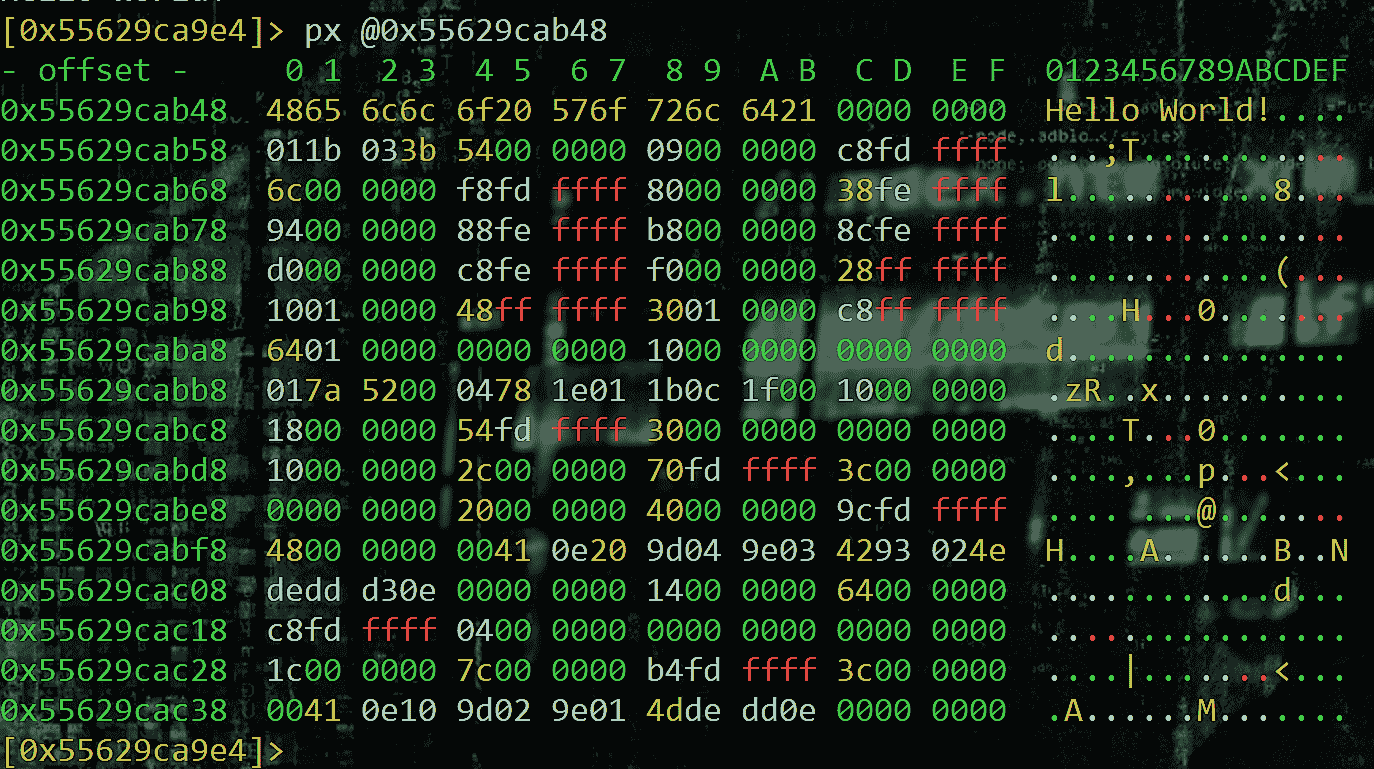 [0x55629ca9e4]> px @0x55629cab48
- offset -     0 1  2 3  4 5  6 7  8 9  A B  C D  E F  0123456789ABCDEF
0x55629cab48  4865 6c6c 6f20 576f 726c 6421 0000 0000  Hello World!....
0x55629cab58  011b 033b 5400 0000 0900 0000 c8fd ffff  ...;T...........
0x55629cab68  6c00 0000 f8fd ffff 8000 0000 38fe ffff  l...........8...
0x55629cab78  9400 0000 88fe ffff b800 0000 8cfe ffff  ................
0x55629cab88  d000 0000 c8fe ffff f000 0000 28ff ffff  ............(...
0x55629cab98  1001 0000 48ff ffff 3001 0000 c8ff ffff  ....H...0.......
0x55629caba8  6401 0000 0000 0000 1000 0000 0000 0000  d...............
0x55629cabb8  017a 5200 0478 1e01 1b0c 1f00 1000 0000  .zR..x..........
0x55629cabc8  1800 0000 54fd ffff 3000 0000 0000 0000  ....T...0.......
0x55629cabd8  1000 0000 2c00 0000 70fd ffff 3c00 0000  ....,...p...<...
0x55629cabe8  0000 0000 2000 0000 4000 0000 9cfd ffff  .... ...@.......
0x55629cabf8  4800 0000 0041 0e20 9d04 9e03 4293 024e  H....A. ....B..N
0x55629cac08  dedd d30e 0000 0000 1400 0000 6400 0000  ............d...
0x55629cac18  c8fd ffff 0400 0000 0000 0000 0000 0000  ................
0x55629cac28  1c00 0000 7c00 0000 b4fd ffff 3c00 0000  ....|.......<...
0x55629cac38  0041 0e10 9d02 9e01 4dde dd0e 0000 0000  .A......M.......
[0x55629ca9e4]>